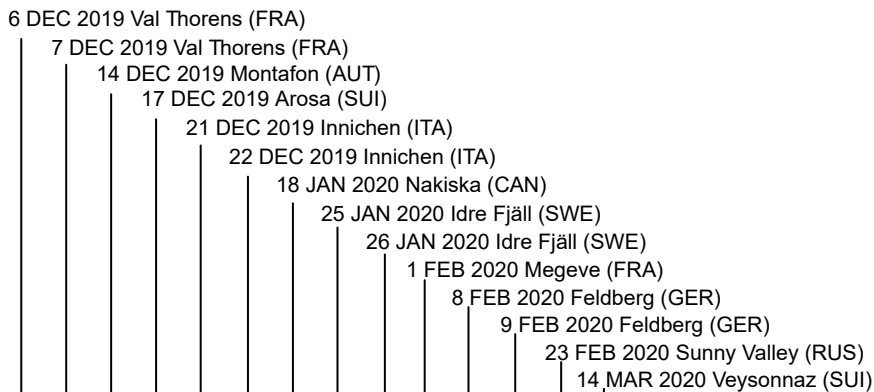 6 DEC 2019 Val Thorens (FRA)
7 DEC 2019 Val Thorens (FRA)
14 DEC 2019 Montafon (AUT)
17 DEC 2019 Arosa (SUI)
21 DEC 2019 Innichen (ITA)
22 DEC 2019 Innichen (ITA)
18 JAN 2020 Nakiska (CAN)
25 JAN 2020 Idre Fjäll (SWE)
26 JAN 2020 Idre Fjäll (SWE)
1 FEB 2020 Megeve (FRA)
8 FEB 2020 Feldberg (GER)
9 FEB 2020 Feldberg (GER)
23 FEB 2020 Sunny Valley (RUS)
14 MAR 2020 Veysonnaz (SUI)